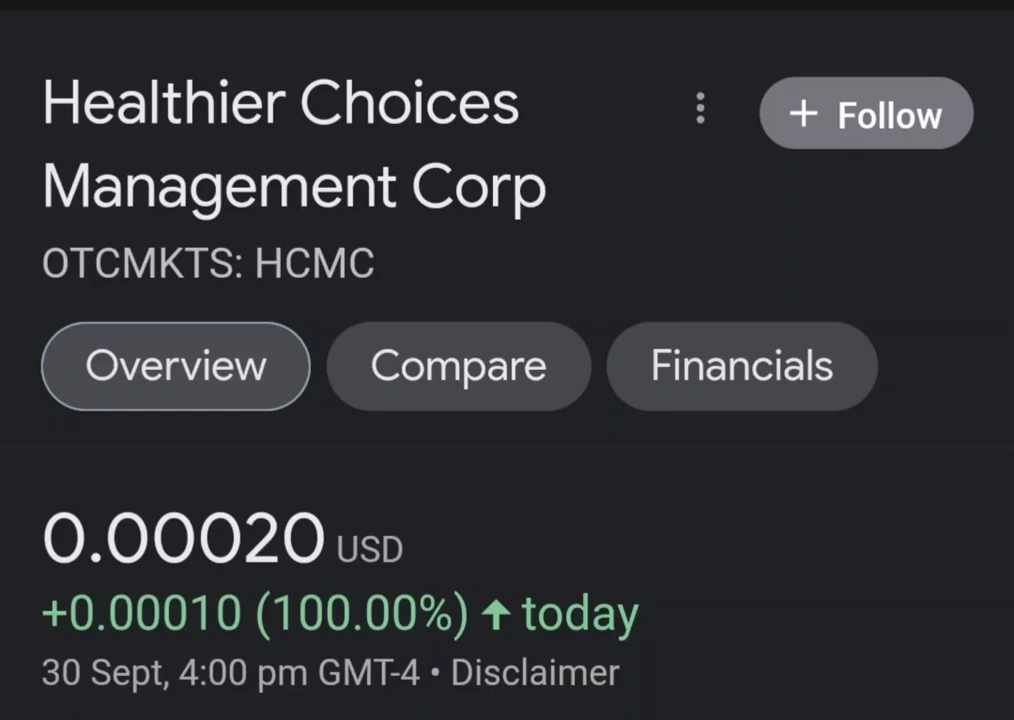 Healthier Choices
Management Corp
+ Follow
OTCMKTS: HCMC
Overview Compare Financials
0.00020 USD
+0.00010 (100.00%) ↑ today
30 Sept, 4:00 pm GMT-4 • Disclaimer